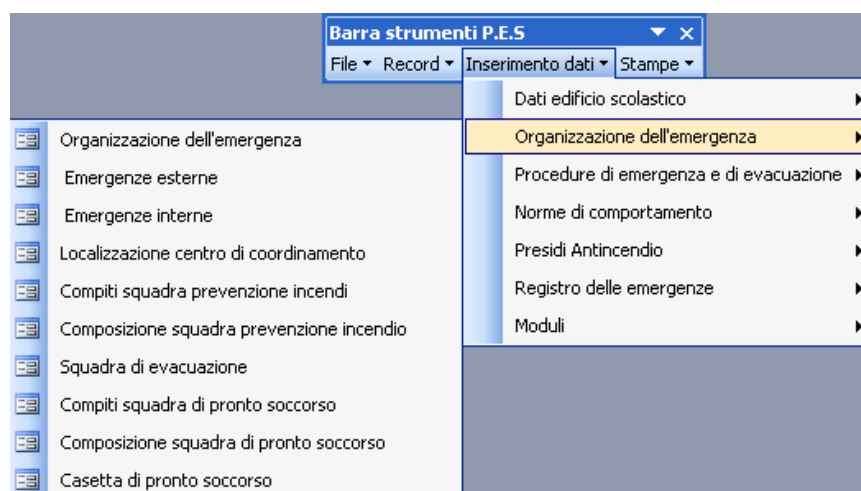 Barra strumenti P.E.S
File Record Inserimento dati Stampe
Dati edificio scolastico
Organizzazione dell'emergenza
Procedure di emergenza e di evacuazione
Norme di comportamento
Presidi Antincendio
Registro delle emergenze
Moduli
Organizzazione dell'emergenza
Emergenze esterne
Emergenze interne
Localizzazione centro di coordinamento
Compiti squadra prevenzione incendi
Composizione squadra prevenzione incendio
Squadra di evacuazione
Compiti squadra di pronto soccorso
Composizione squadra di pronto soccorso
Casetta di pronto soccorso